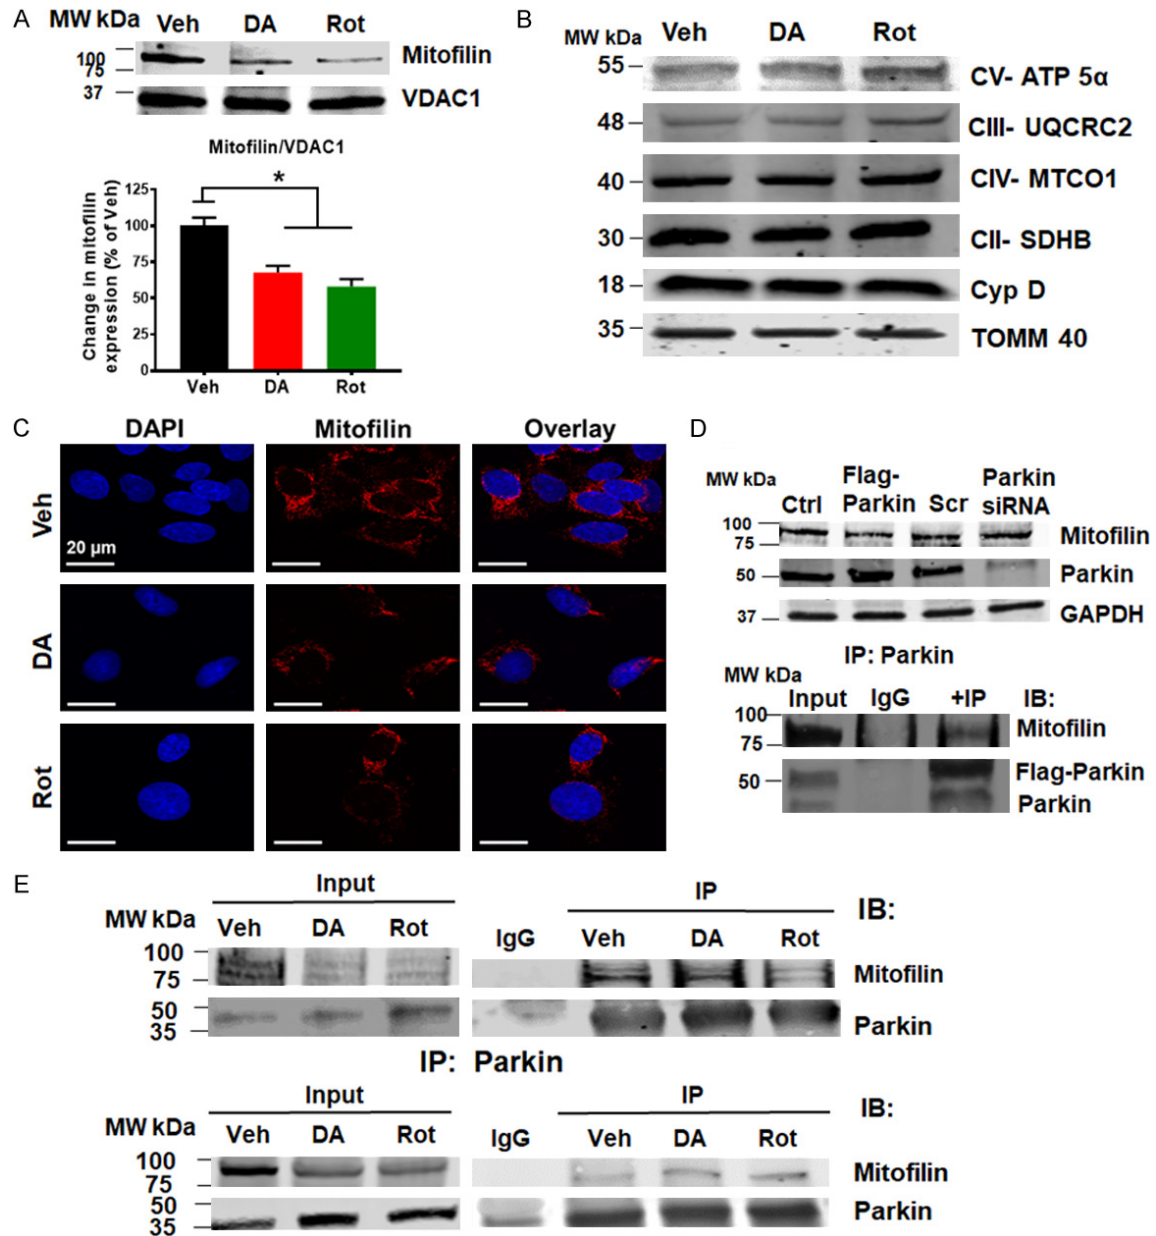 A
MW kDa Veh DA Rot
100
75
Mitofilin
37
VDAC1
Mitofilin/VDAC1
*
Change in mitofilin
expression (% of Veh)
125
100
75
50
25
0
Veh DA Rot
B
MW kDa Veh DA Rot
55 CV- ATP 5α
48 CIII- UQCRC2
40 CIV- MTCO1
30 CII- SDHB
18 Cyp D
35 TOMM 40
C
DAPI Mitofilin Overlay
Veh
20 µm
DA
Rot
D
MW kDa Ctrl Flag-
Parkin Scr Parkin
siRNA
100
75
Mitofilin
50 Parkin
37 GAPDH
IP: Parkin
MW kDa
Input IgG +IP IB:
100
75
Mitofilin
50
Flag-Parkin
Parkin
E
Input IP
MW kDa Veh DA Rot IgG Veh DA Rot IB:
100
75
Mitofilin
50
35
Parkin
IP: Parkin
Input IP
MW kDa Veh DA Rot IgG Veh DA Rot IB:
100
75
Mitofilin
50
35
Parkin